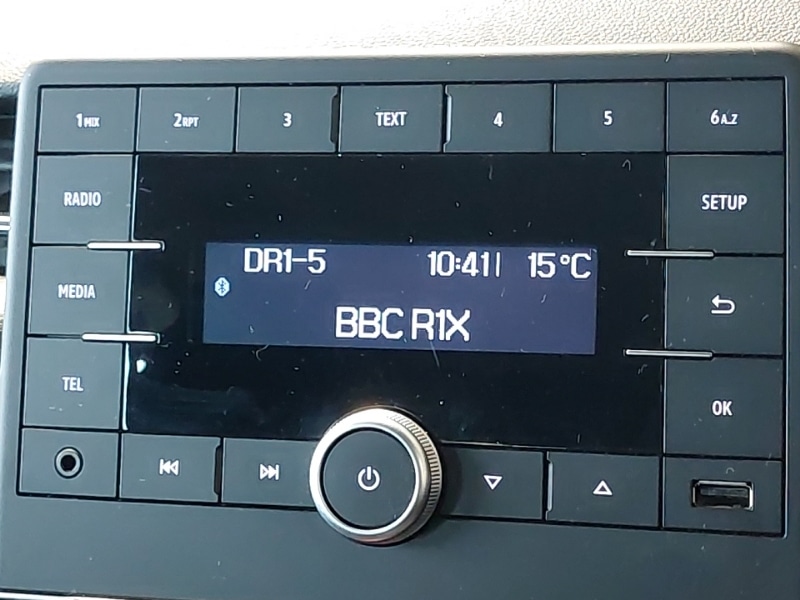 1MIX 2RPT 3 TEXT 4 5 6A..Z
RADIO SETUP
DR1-5 10:41 15°C
MEDIA
BBC R1X
TEL OK